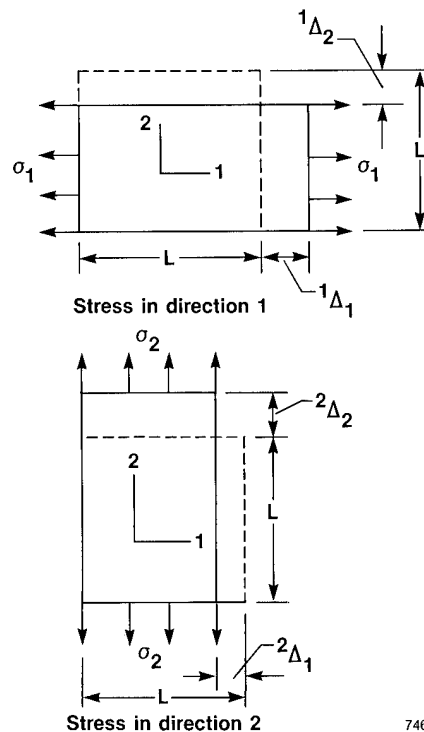 ¹Δ₂
2
1
σ₁
σ₁
L
L
¹Δ₁
Stress in direction 1
σ₂
²Δ₂
2
1
L
σ₂
²Δ₁
L
Stress in direction 2
746